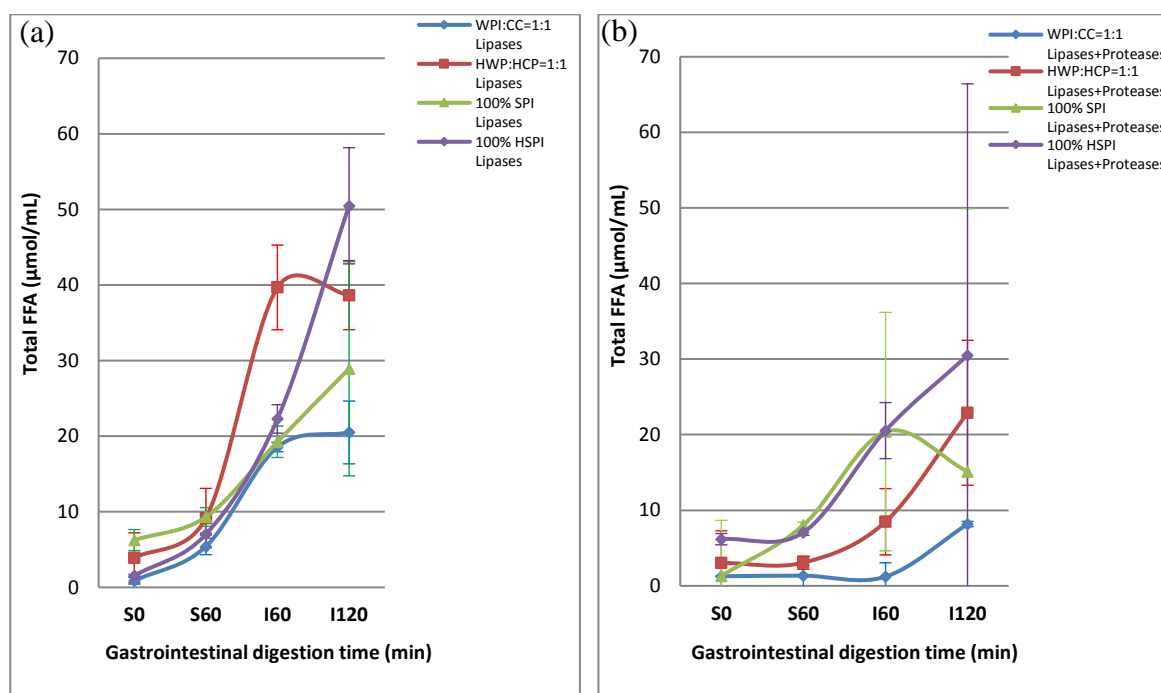 (a)
WPI:CC=1:1
Lipases
HWP:HCP=1:1
Lipases
100% SPI
Lipases
100% HSPI
Lipases
70
60
50
40
30
20
10
0
Total FFA (µmol/mL)
S0 S60 I60 I120
Gastrointestinal digestion time (min)
(b)
WPI:CC=1:1
Lipases+Proteases
HWP:HCP=1:1
Lipases+Proteases
100% SPI
Lipases+Proteases
100% HSPI
Lipases+Proteases
70
60
50
40
30
20
10
0
Total FFA (µmol/mL)
S0 S60 I60 I120
Gastrointestinal digestion time (min)